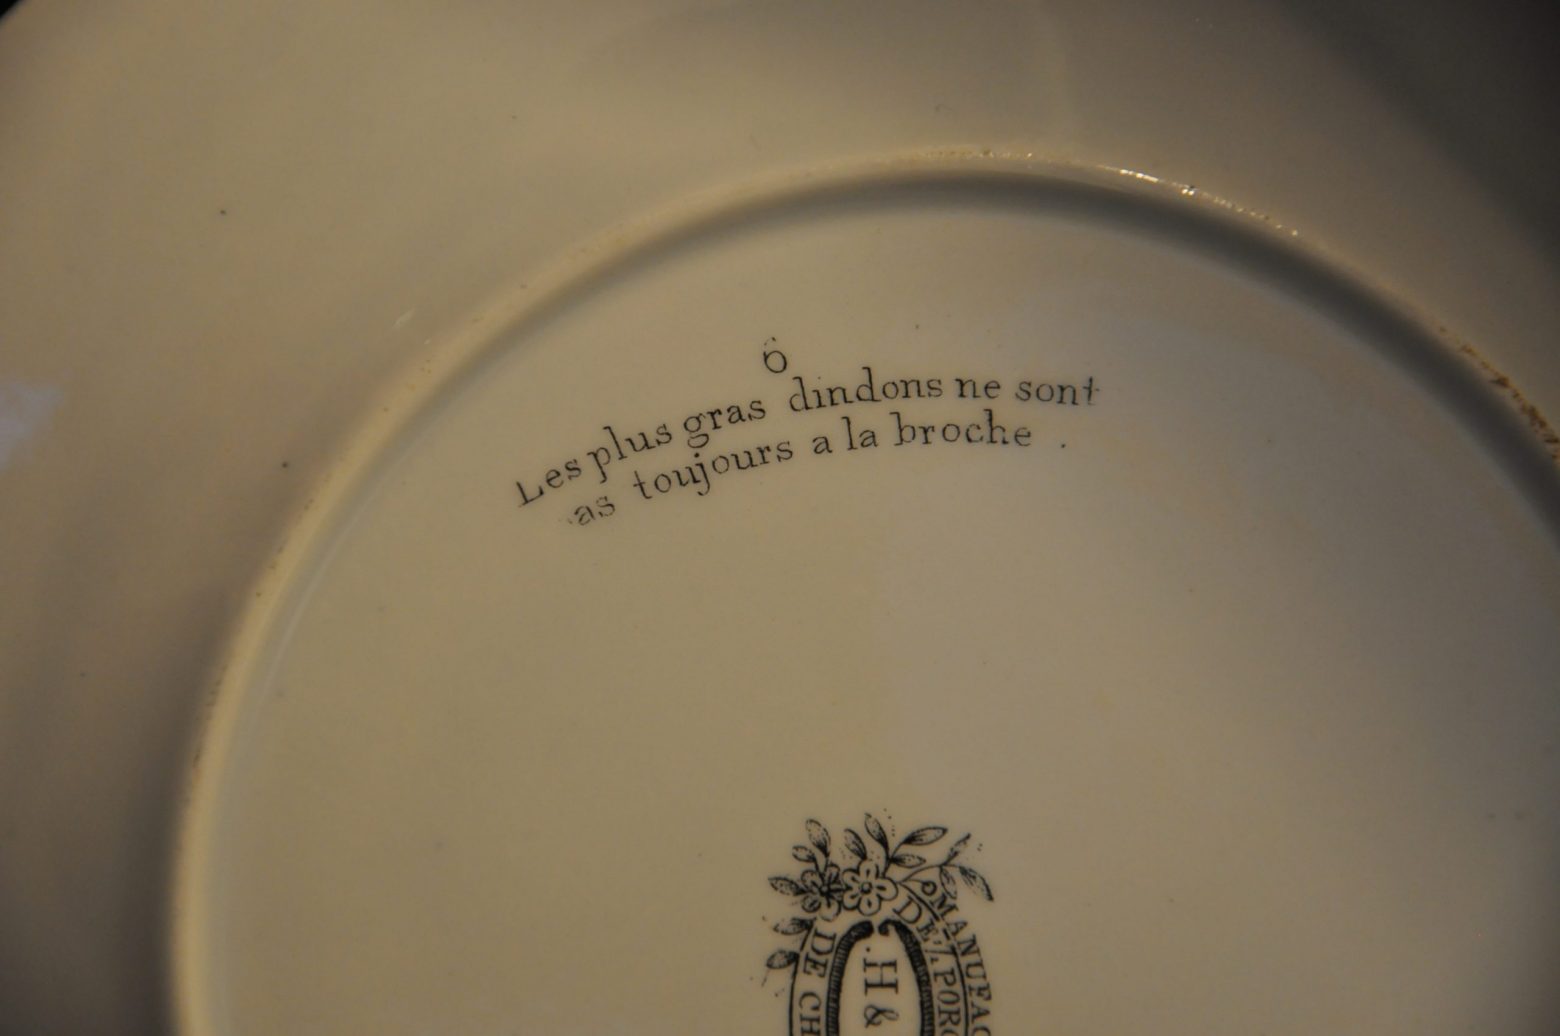 6
Les plus gras dindons ne sont
as toujours a la broche .
MANUFAC
DE PORC
DE CH
.H &